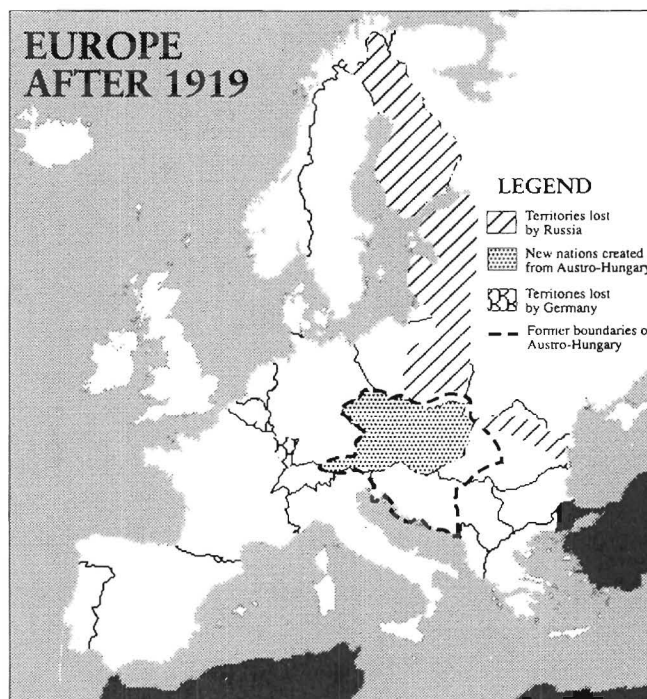 EUROPE
AFTER 1919
LEGEND
Territories lost
by Russia
New nations created
from Austro-Hungary
Territories lost
by Germany
Former boundaries o
Austro-Hungary